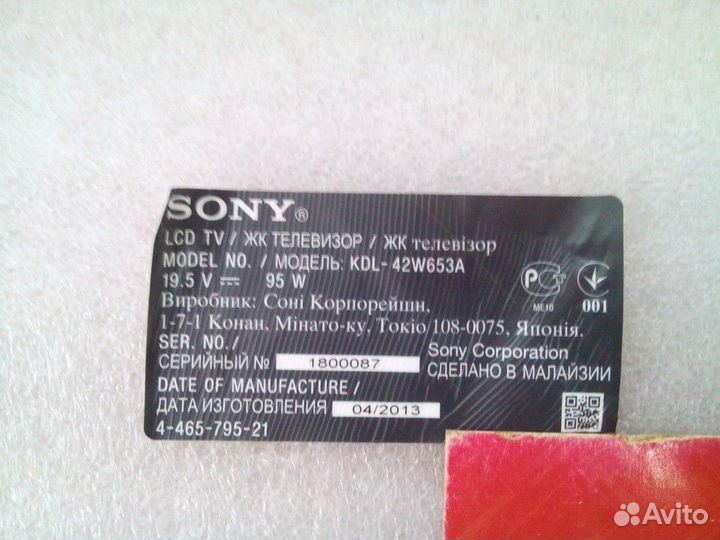 SONY®
LCD TV / ЖК ТЕЛЕВИЗОР / ЖК телевізор
MODEL NO. / МОДЕЛЬ: KDL-42W653A
19.5 V ⎓ 95 W
Виробник: Соні Корпорейшн,
1-7-1 Конан, Мінато-ку, Токіо 108-0075, Японія.
SER. NO./
СЕРИЙНЫЙ № 1800087
DATE OF MANUFACTURE /
ДАТА ИЗГОТОВЛЕНИЯ 04/2013
4-465-795-21
РСТ
ME10
001
Sony Corporation
СДЕЛАНО В МАЛАЙЗИИ
Avito